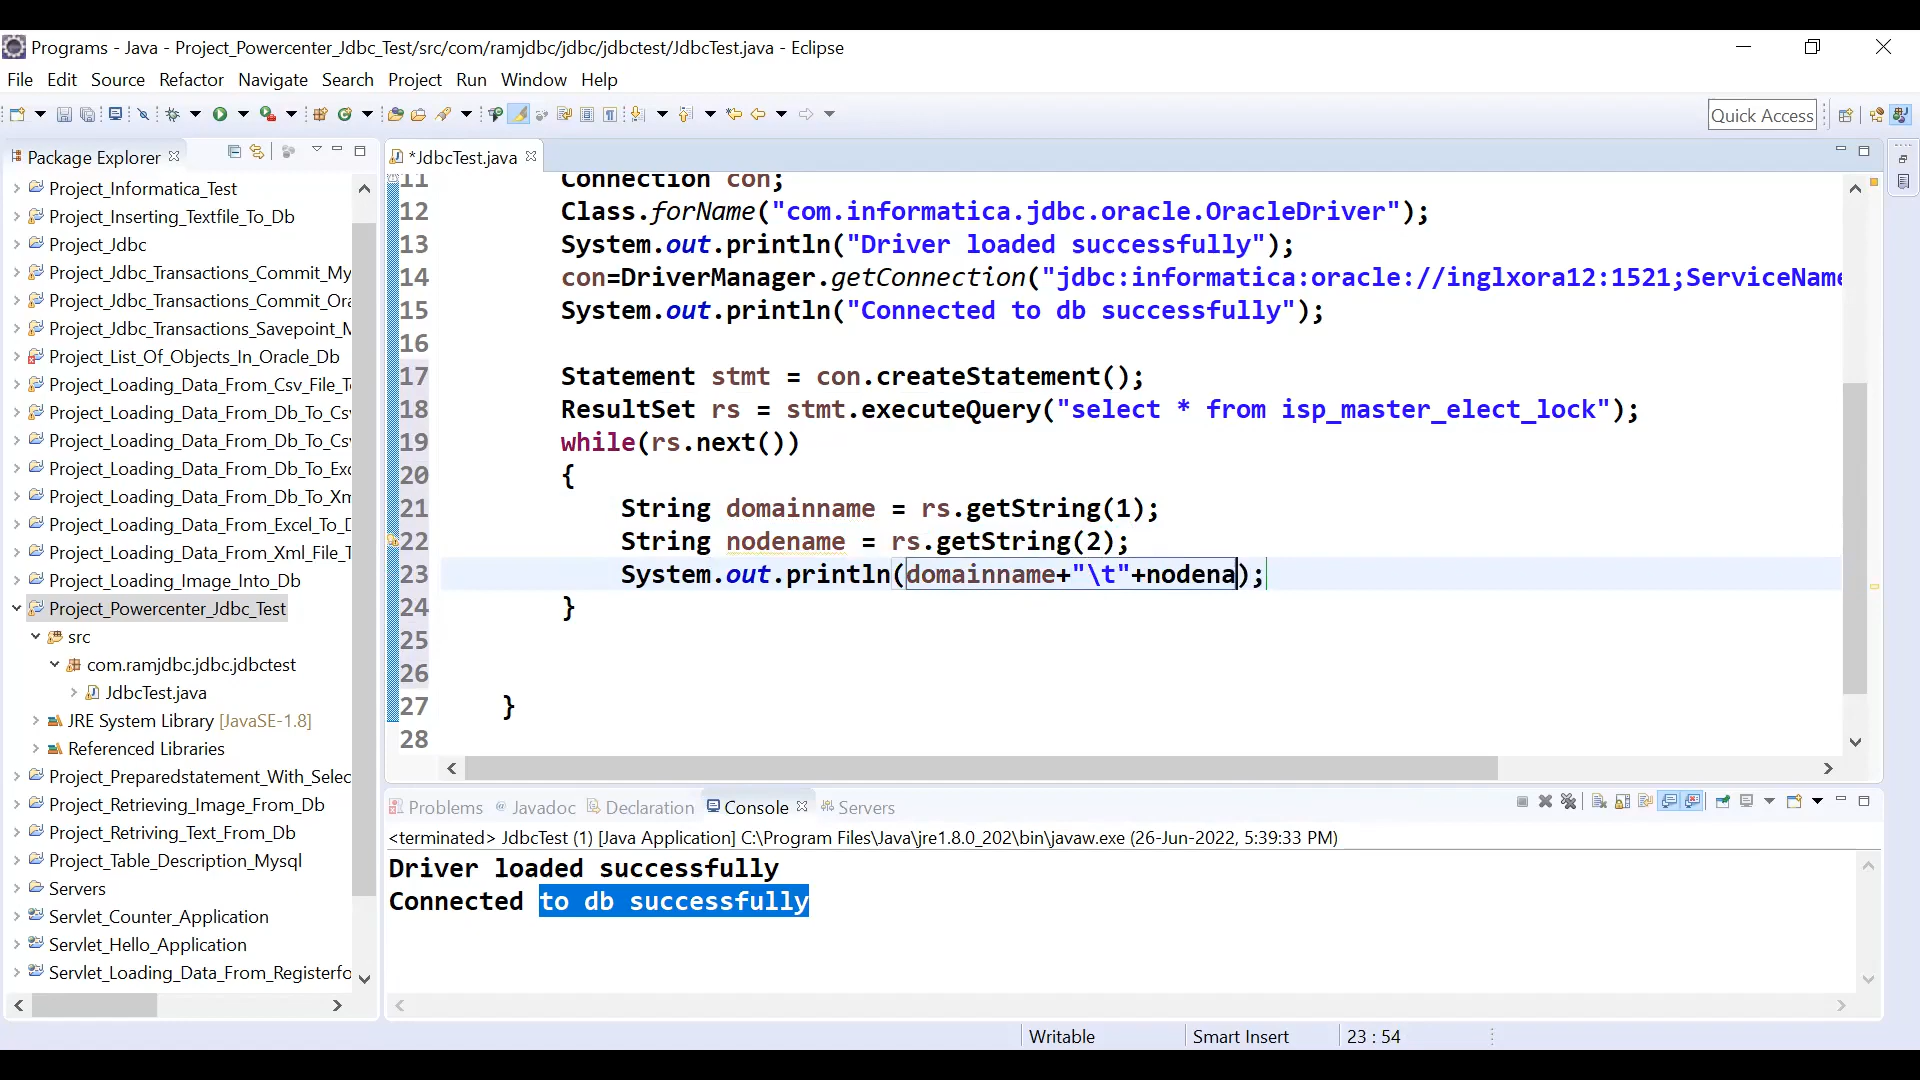 Programs - Java - Project_Powercenter_Jdbc_Test/src/com/ramjdbc/jdbc/jdbctest/JdbcTest.java - Eclipse
File Edit Source Refactor Navigate Search Project Run Window Help
Quick Access
Package Explorer
Project_Informatica_Test
Project_Inserting_Textfile_To_Db
Project_Jdbc
Project_Jdbc_Transactions_Commit_My
Project_Jdbc_Transactions_Commit_Ora
Project_Jdbc_Transactions_Savepoint_M
Project_List_Of_Objects_In_Oracle_Db
Project_Loading_Data_From_Csv_File_T
Project_Loading_Data_From_Db_To_Csv
Project_Loading_Data_From_Db_To_Csv
Project_Loading_Data_From_Db_To_Exc
Project_Loading_Data_From_Db_To_Xm
Project_Loading_Data_From_Excel_To_D
Project_Loading_Data_From_Xml_File_T
Project_Loading_Image_Into_Db
Project_Powercenter_Jdbc_Test
src
com.ramjdbc.jdbc.jdbctest
JdbcTest.java
JRE System Library [JavaSE-1.8]
Referenced Libraries
Project_Preparedstatement_With_Selec
Project_Retrieving_Image_From_Db
Project_Retriving_Text_From_Db
Project_Table_Description_Mysql
Servers
Servlet_Counter_Application
Servlet_Hello_Application
Servlet_Loading_Data_From_Registerfo
*JdbcTest.java
11 Connection con;
12 Class.forName("com.informatica.jdbc.oracle.OracleDriver");
13 System.out.println("Driver loaded successfully");
14 con=DriverManager.getConnection("jdbc:informatica:oracle://inglxora12:1521;ServiceName
15 System.out.println("Connected to db successfully");
16
17 Statement stmt = con.createStatement();
18 ResultSet rs = stmt.executeQuery("select * from isp_master_elect_lock");
19 while(rs.next())
20 {
21 String domainname = rs.getString(1);
22 String nodename = rs.getString(2);
23 System.out.println(domainname+"\t"+nodena);
24 }
25
26
27 }
28
Problems Javadoc Declaration Console Servers
<terminated> JdbcTest (1) [Java Application] C:\Program Files\Java\jre1.8.0_202\bin\javaw.exe (26-Jun-2022, 5:39:33 PM)
Driver loaded successfully
Connected to db successfully
Writable Smart Insert 23 : 54